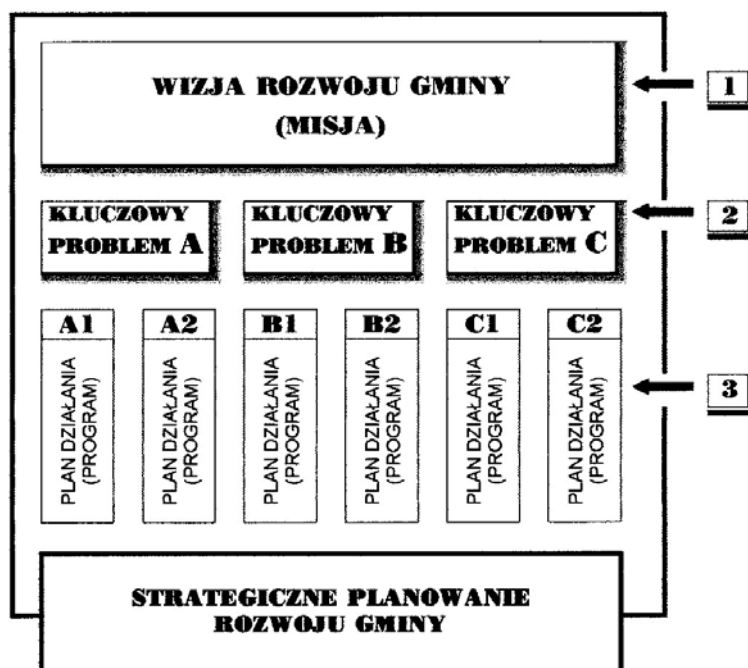 WIZJA ROZWOJU GMINY
(MISJA)
1
KLUCZOWY
PROBLEM A
KLUCZOWY
PROBLEM B
KLUCZOWY
PROBLEM C
2
A1
A2
B1
B2
C1
C2
PLAN DZIAŁANIA
(PROGRAM)
PLAN DZIAŁANIA
(PROGRAM)
PLAN DZIAŁANIA
(PROGRAM)
PLAN DZIAŁANIA
(PROGRAM)
PLAN DZIAŁANIA
(PROGRAM)
PLAN DZIAŁANIA
(PROGRAM)
3
STRATEGICZNE PLANOWANIE
ROZWOJU GMINY